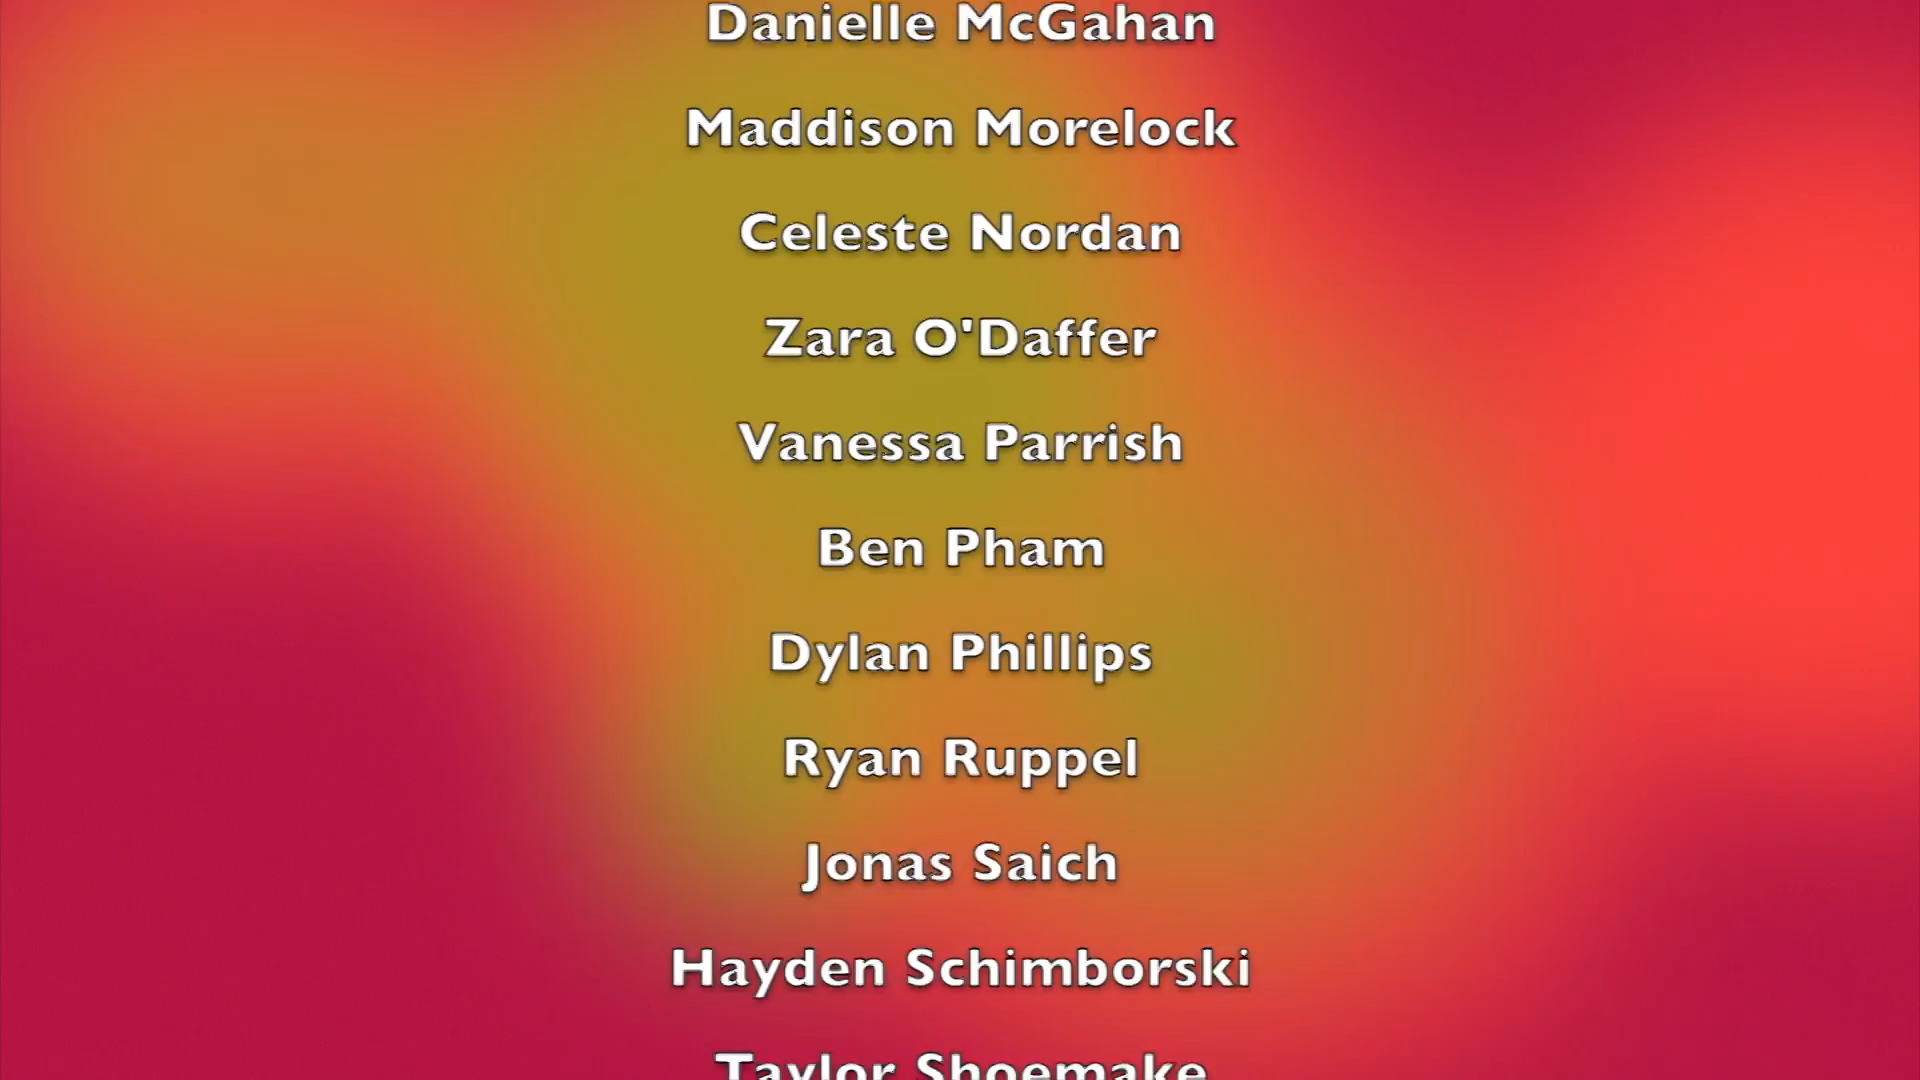 Danielle McGahan
Maddison Morelock
Celeste Nordan
Zara O'Daffer
Vanessa Parrish
Ben Pham
Dylan Phillips
Ryan Ruppel
Jonas Saich
Hayden Schimborski
Taylor Shoemake